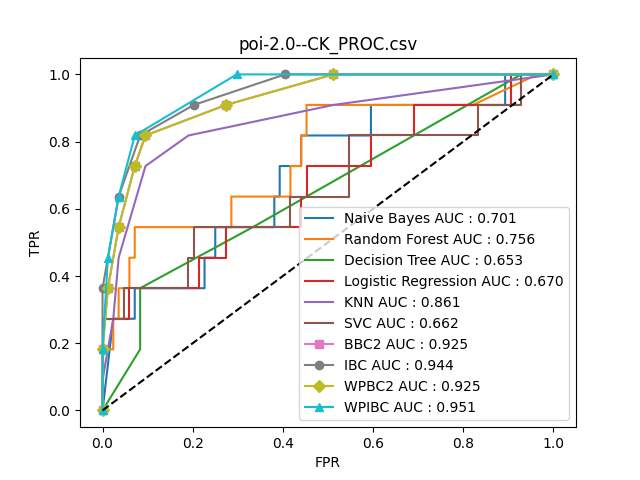 poi-2.0--CK_PROC.csv
TPR
1.0
0.8
0.6
0.4
0.2
0.0
Naive Bayes AUC : 0.701
Random Forest AUC : 0.756
Decision Tree AUC : 0.653
Logistic Regression AUC : 0.670
KNN AUC : 0.861
SVC AUC : 0.662
BBC2 AUC : 0.925
IBC AUC : 0.944
WPBC2 AUC : 0.925
WPIBC AUC : 0.951
0.0 0.2 0.4 0.6 0.8 1.0
FPR